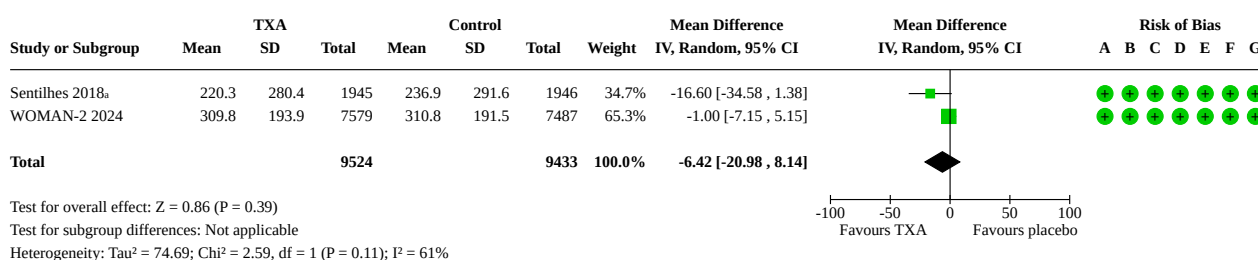 TXA Control Mean Difference Mean Difference Risk of Bias
Study or Subgroup Mean SD Total Mean SD Total Weight IV, Random, 95% CI IV, Random, 95% CI A B C D E F G
Sentilhes 2018a 220.3 280.4 1945 236.9 291.6 1946 34.7% -16.60 [-34.58 , 1.38] + + + + + + +
WOMAN-2 2024 309.8 193.9 7579 310.8 191.5 7487 65.3% -1.00 [-7.15 , 5.15] + + + + + + +
Total 9524 9433 100.0% -6.42 [-20.98 , 8.14]
Test for overall effect: Z = 0.86 (P = 0.39)
-100 -50 0 50 100
Test for subgroup differences: Not applicable
Favours TXA Favours placebo
Heterogeneity: Tau² = 74.69; Chi² = 2.59, df = 1 (P = 0.11); I² = 61%